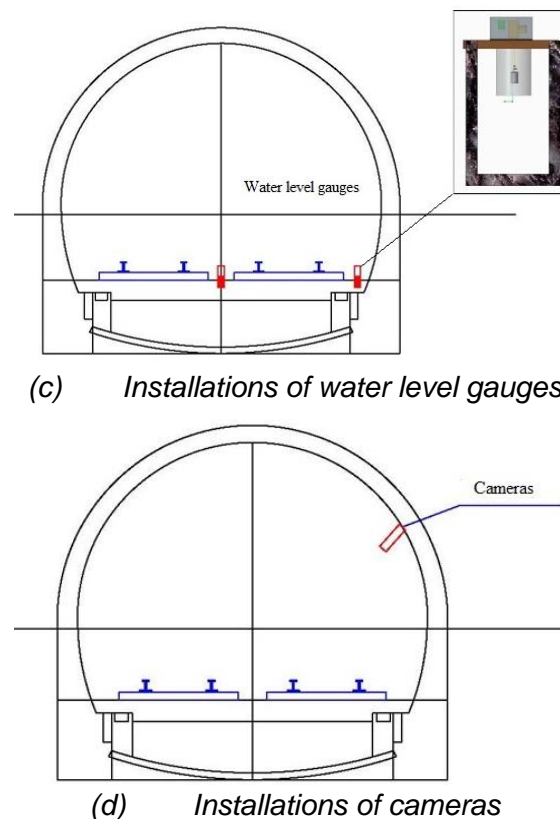 Water level gauges
(c) Installations of water level gauges
Cameras
(d) Installations of cameras